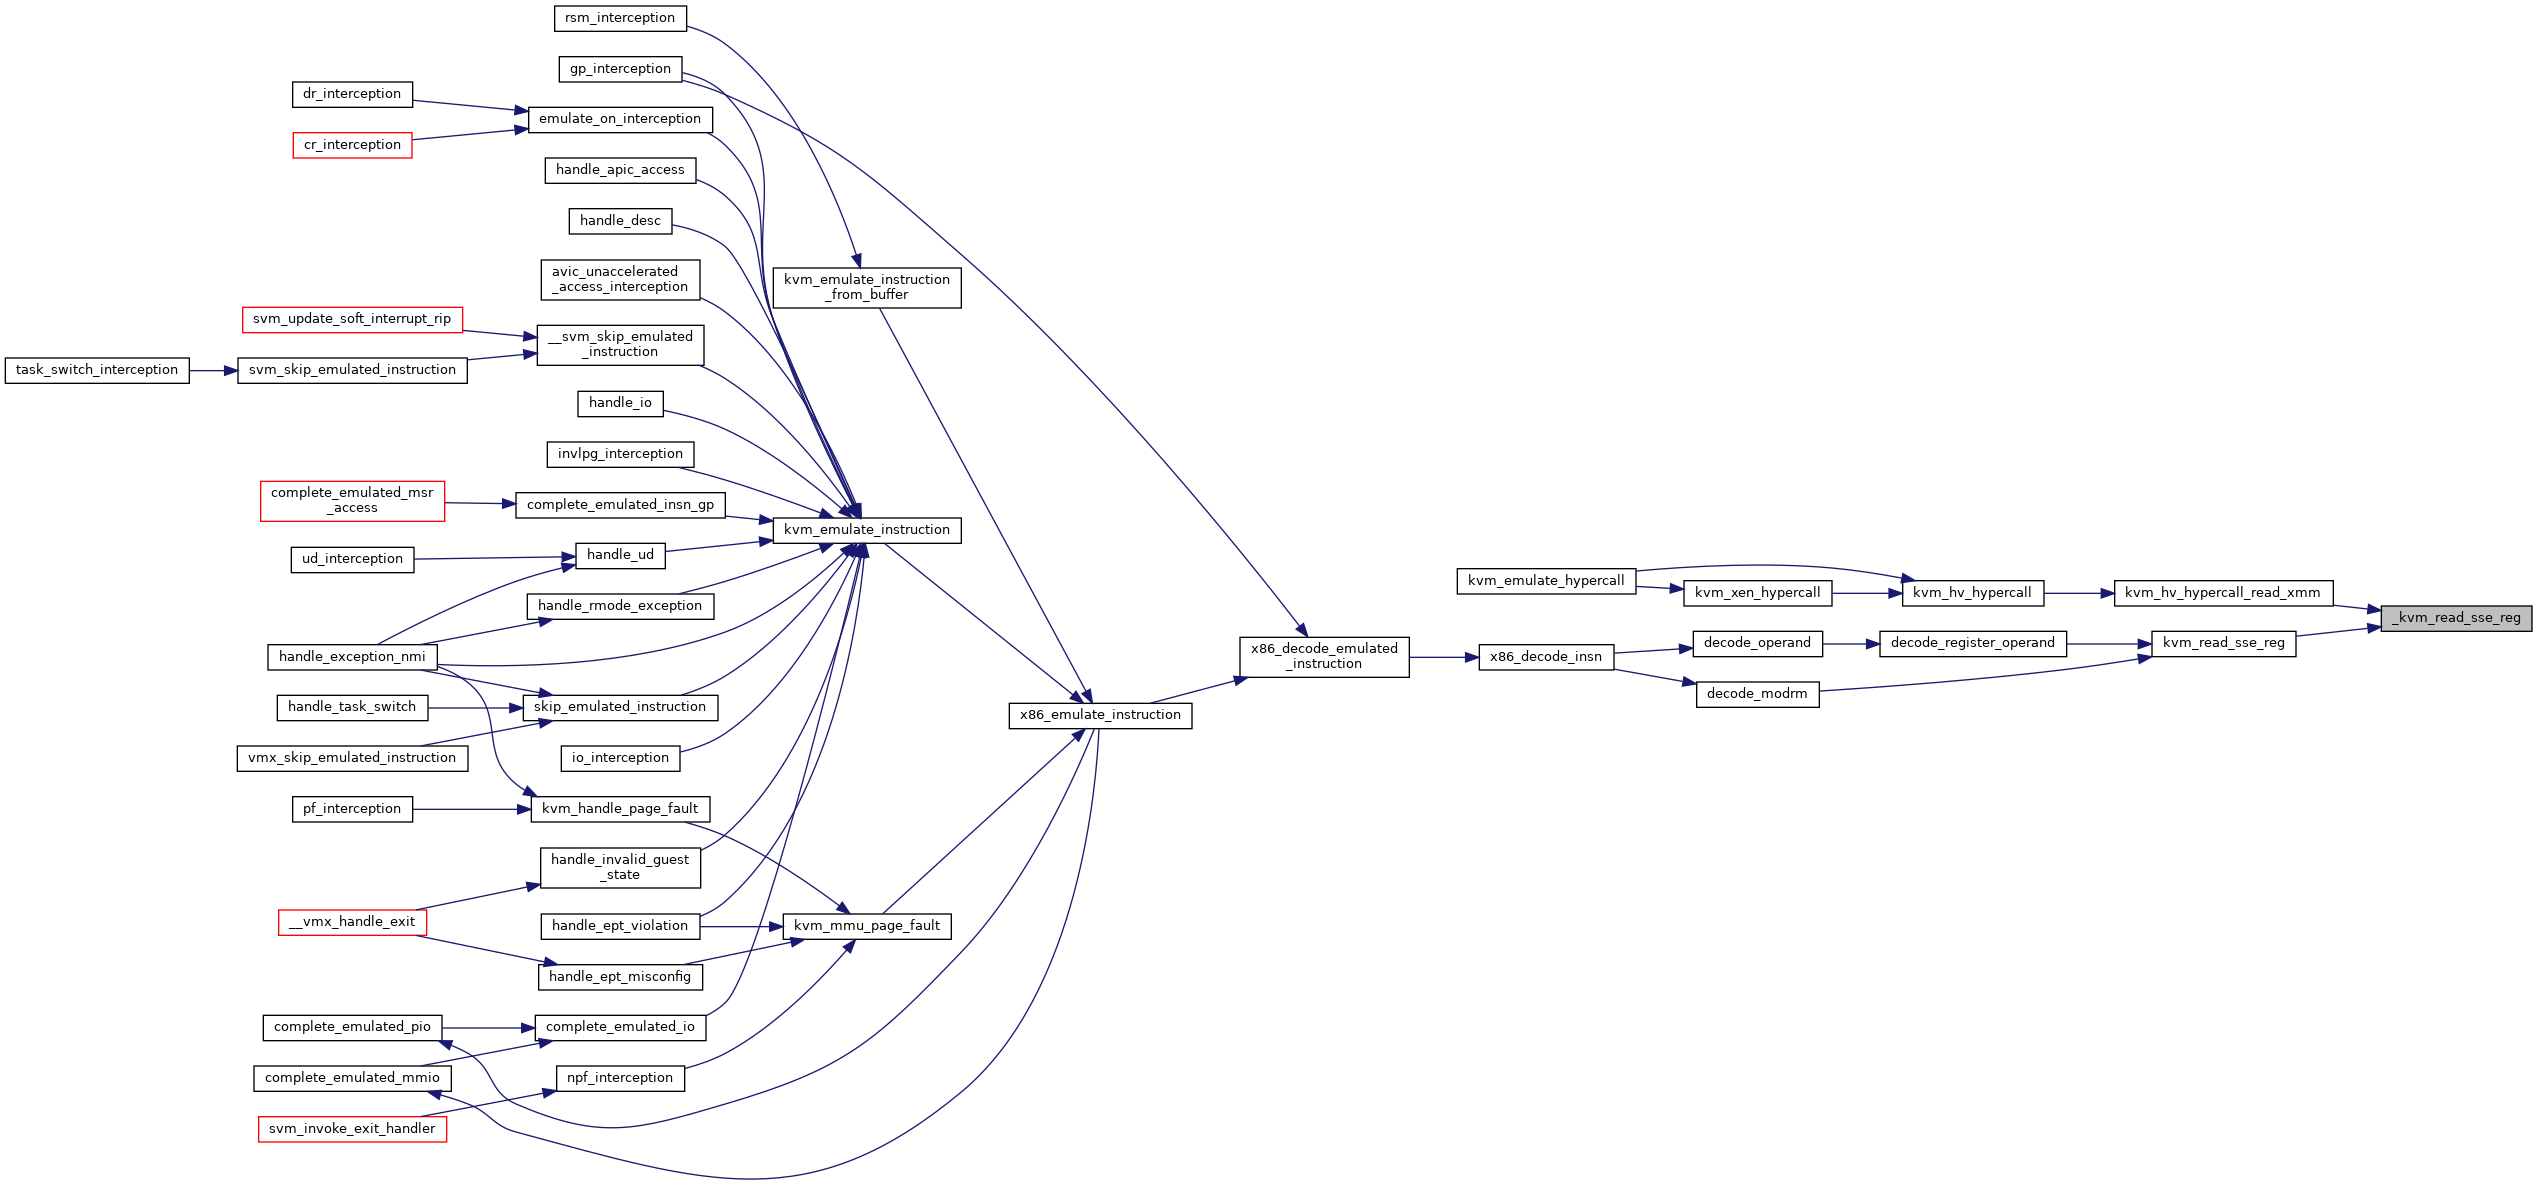 rsm_interception
gp_interception
dr_interception
emulate_on_interception
cr_interception
handle_apic_access
handle_desc
avic_unaccelerated
_access_interception
kvm_emulate_instruction
_from_buffer
svm_update_soft_interrupt_rip
__svm_skip_emulated
_instruction
task_switch_interception
svm_skip_emulated_instruction
handle_io
invlpg_interception
complete_emulated_msr
_access
complete_emulated_insn_gp
kvm_emulate_instruction
ud_interception
handle_ud
handle_rmode_exception
handle_exception_nmi
handle_task_switch
skip_emulated_instruction
vmx_skip_emulated_instruction
io_interception
pf_interception
kvm_handle_page_fault
handle_invalid_guest
_state
__vmx_handle_exit
handle_ept_violation
kvm_mmu_page_fault
handle_ept_misconfig
complete_emulated_pio
complete_emulated_io
complete_emulated_mmio
npf_interception
svm_invoke_exit_handler
x86_emulate_instruction
x86_decode_emulated
_instruction
kvm_emulate_hypercall
kvm_xen_hypercall
kvm_hv_hypercall
kvm_hv_hypercall_read_xmm
_kvm_read_sse_reg
x86_decode_insn
decode_operand
decode_register_operand
kvm_read_sse_reg
decode_modrm